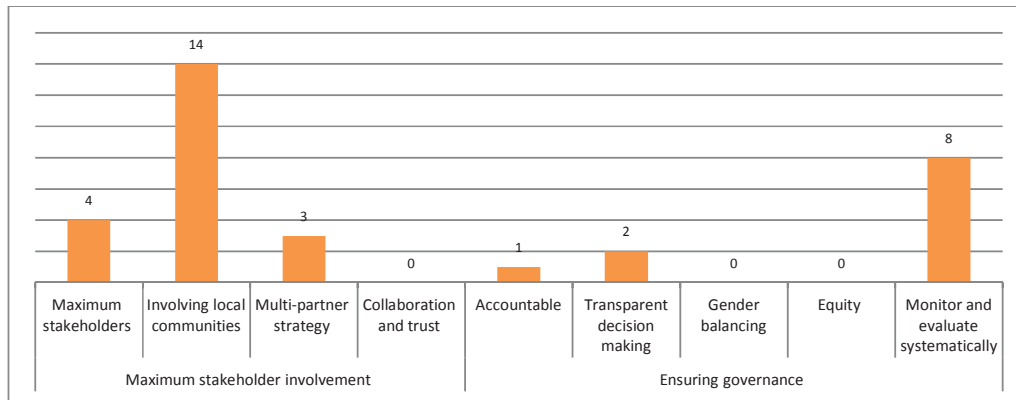 14
8
4
3
2
1
0
0
0
Maximum
stakeholders
Involving local
communities
Multi-partner
strategy
Collaboration
and trust
Accountable
Transparent
decision
making
Gender
balancing
Equity
Monitor and
evaluate
systematically
Maximum stakeholder involvement
Ensuring governance